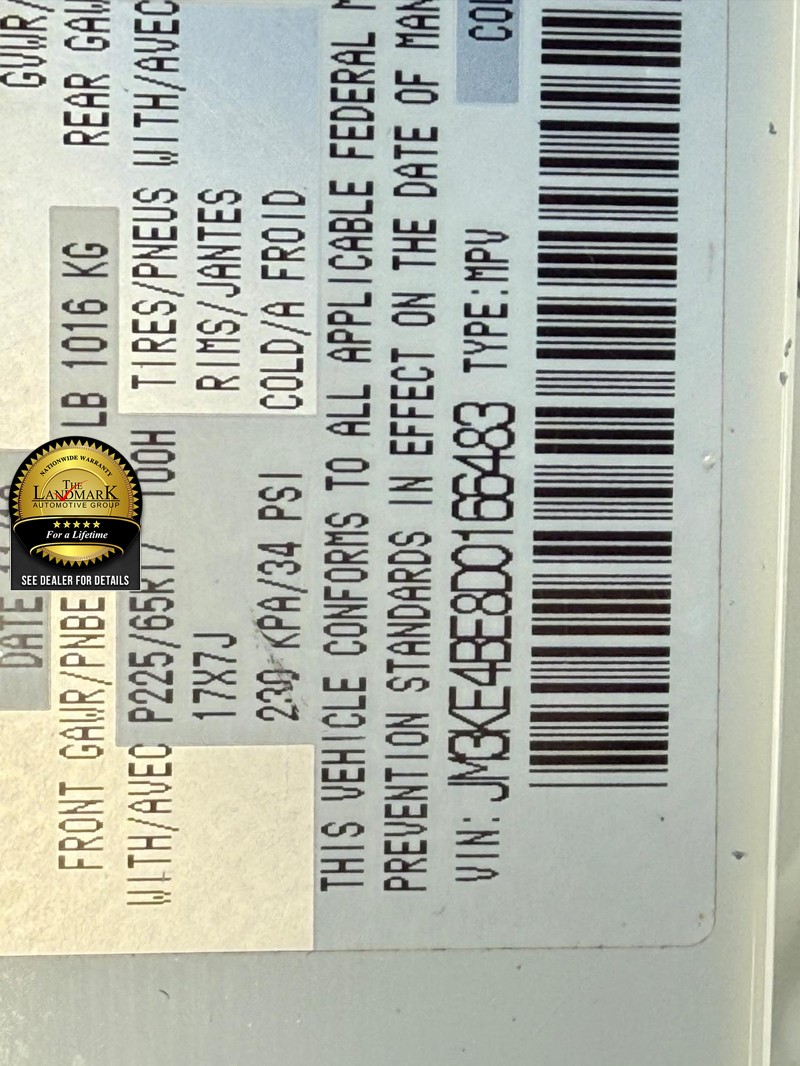 GVWR/
DATE
FRONT GAWR/PNBE LB 1016 KG REAR GAW
WITH/AVEC P225/65R17 100H TIRES/PNEUS WITH/AVEC
17X7J RIMS/JANTES
230 KPA/34 PSI COLD/A FROID
THIS VEHICLE CONFORMS TO ALL APPLICABLE FEDERAL M
PREVENTION STANDARDS IN EFFECT ON THE DATE OF MAN
VIN: JM3KE4BE8D0166483 TYPE:MPV COL
NATIONWIDE WARRANTY
THE
LANDMARK
AUTOMOTIVE GROUP
For a Lifetime
SEE DEALER FOR DETAILS